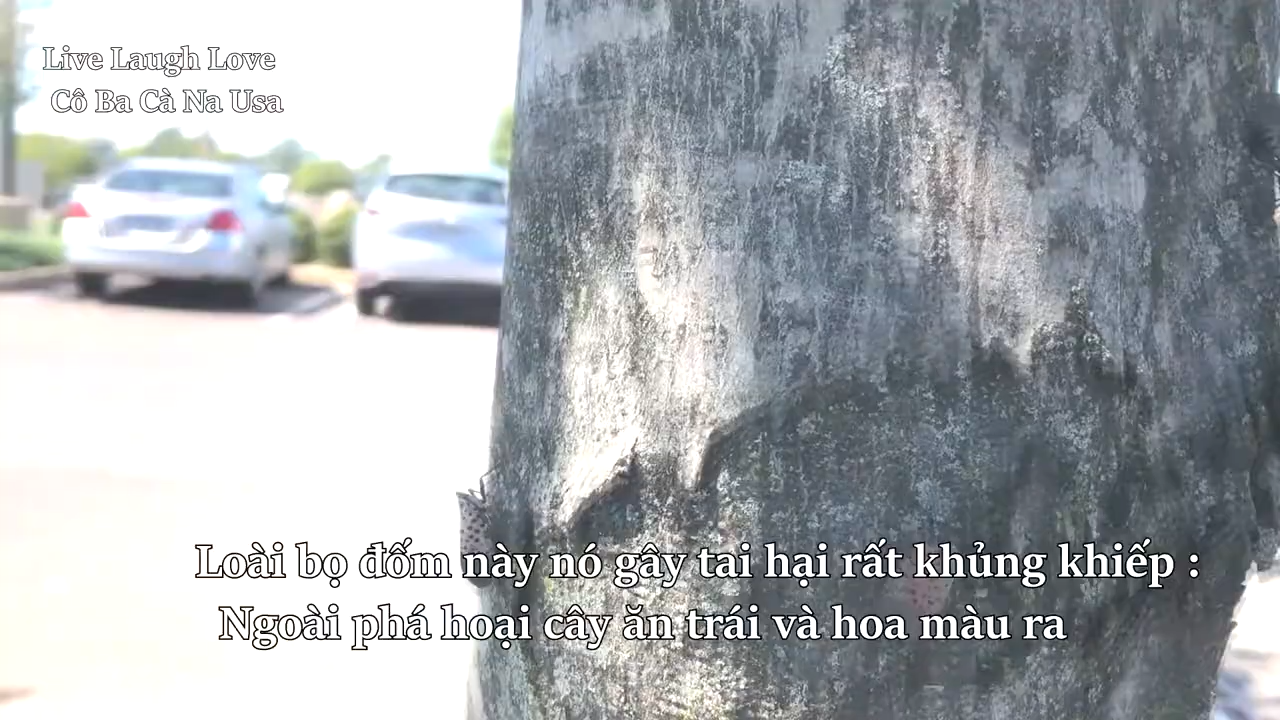 Live Laugh Love
Cô Ba Cà Na Usa
Loài bọ đốm này nó gây tai hại rất khủng khiếp :
Ngoài phá hoại cây ăn trái và hoa màu ra